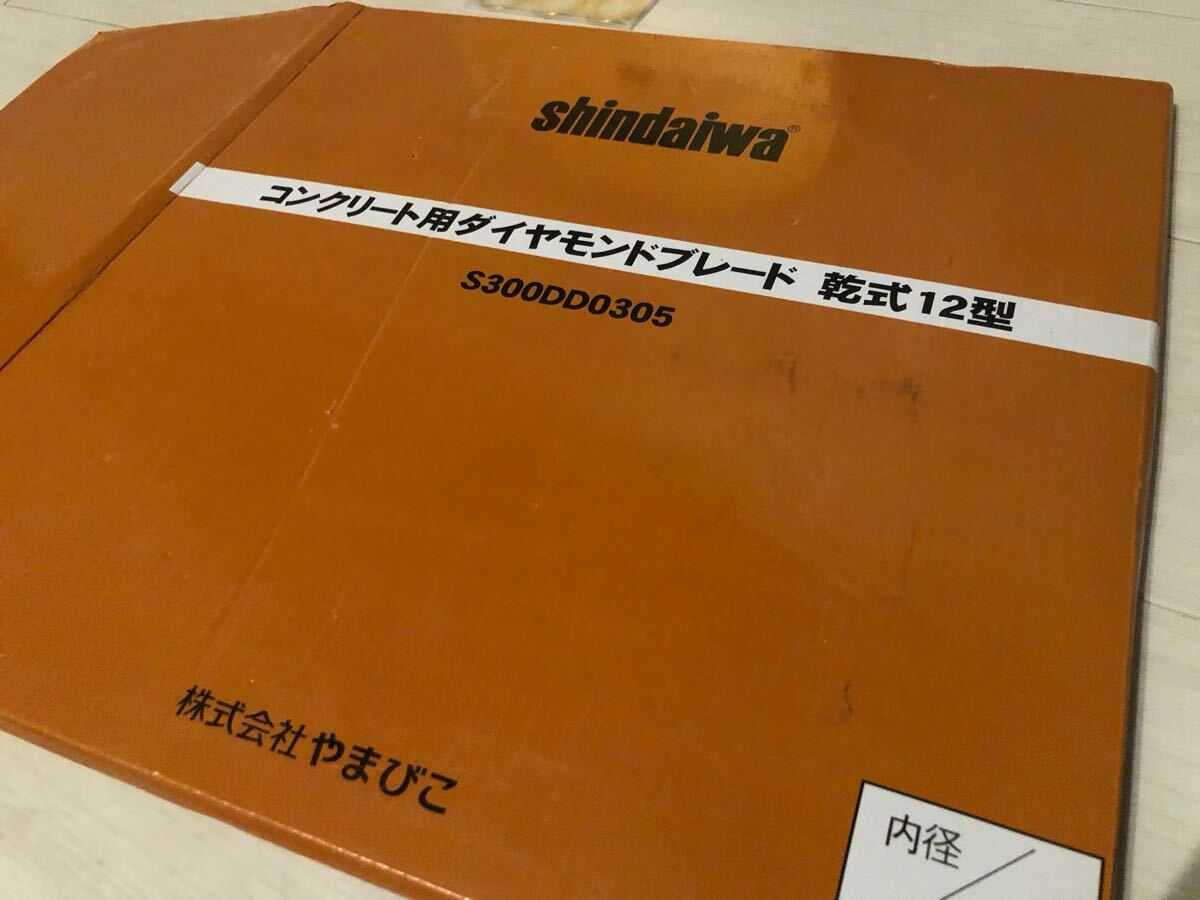 shindaiwa®
コンクリート用ダイヤモンドブレード 乾式12型
S300DD0305
株式会社やまびこ
内径